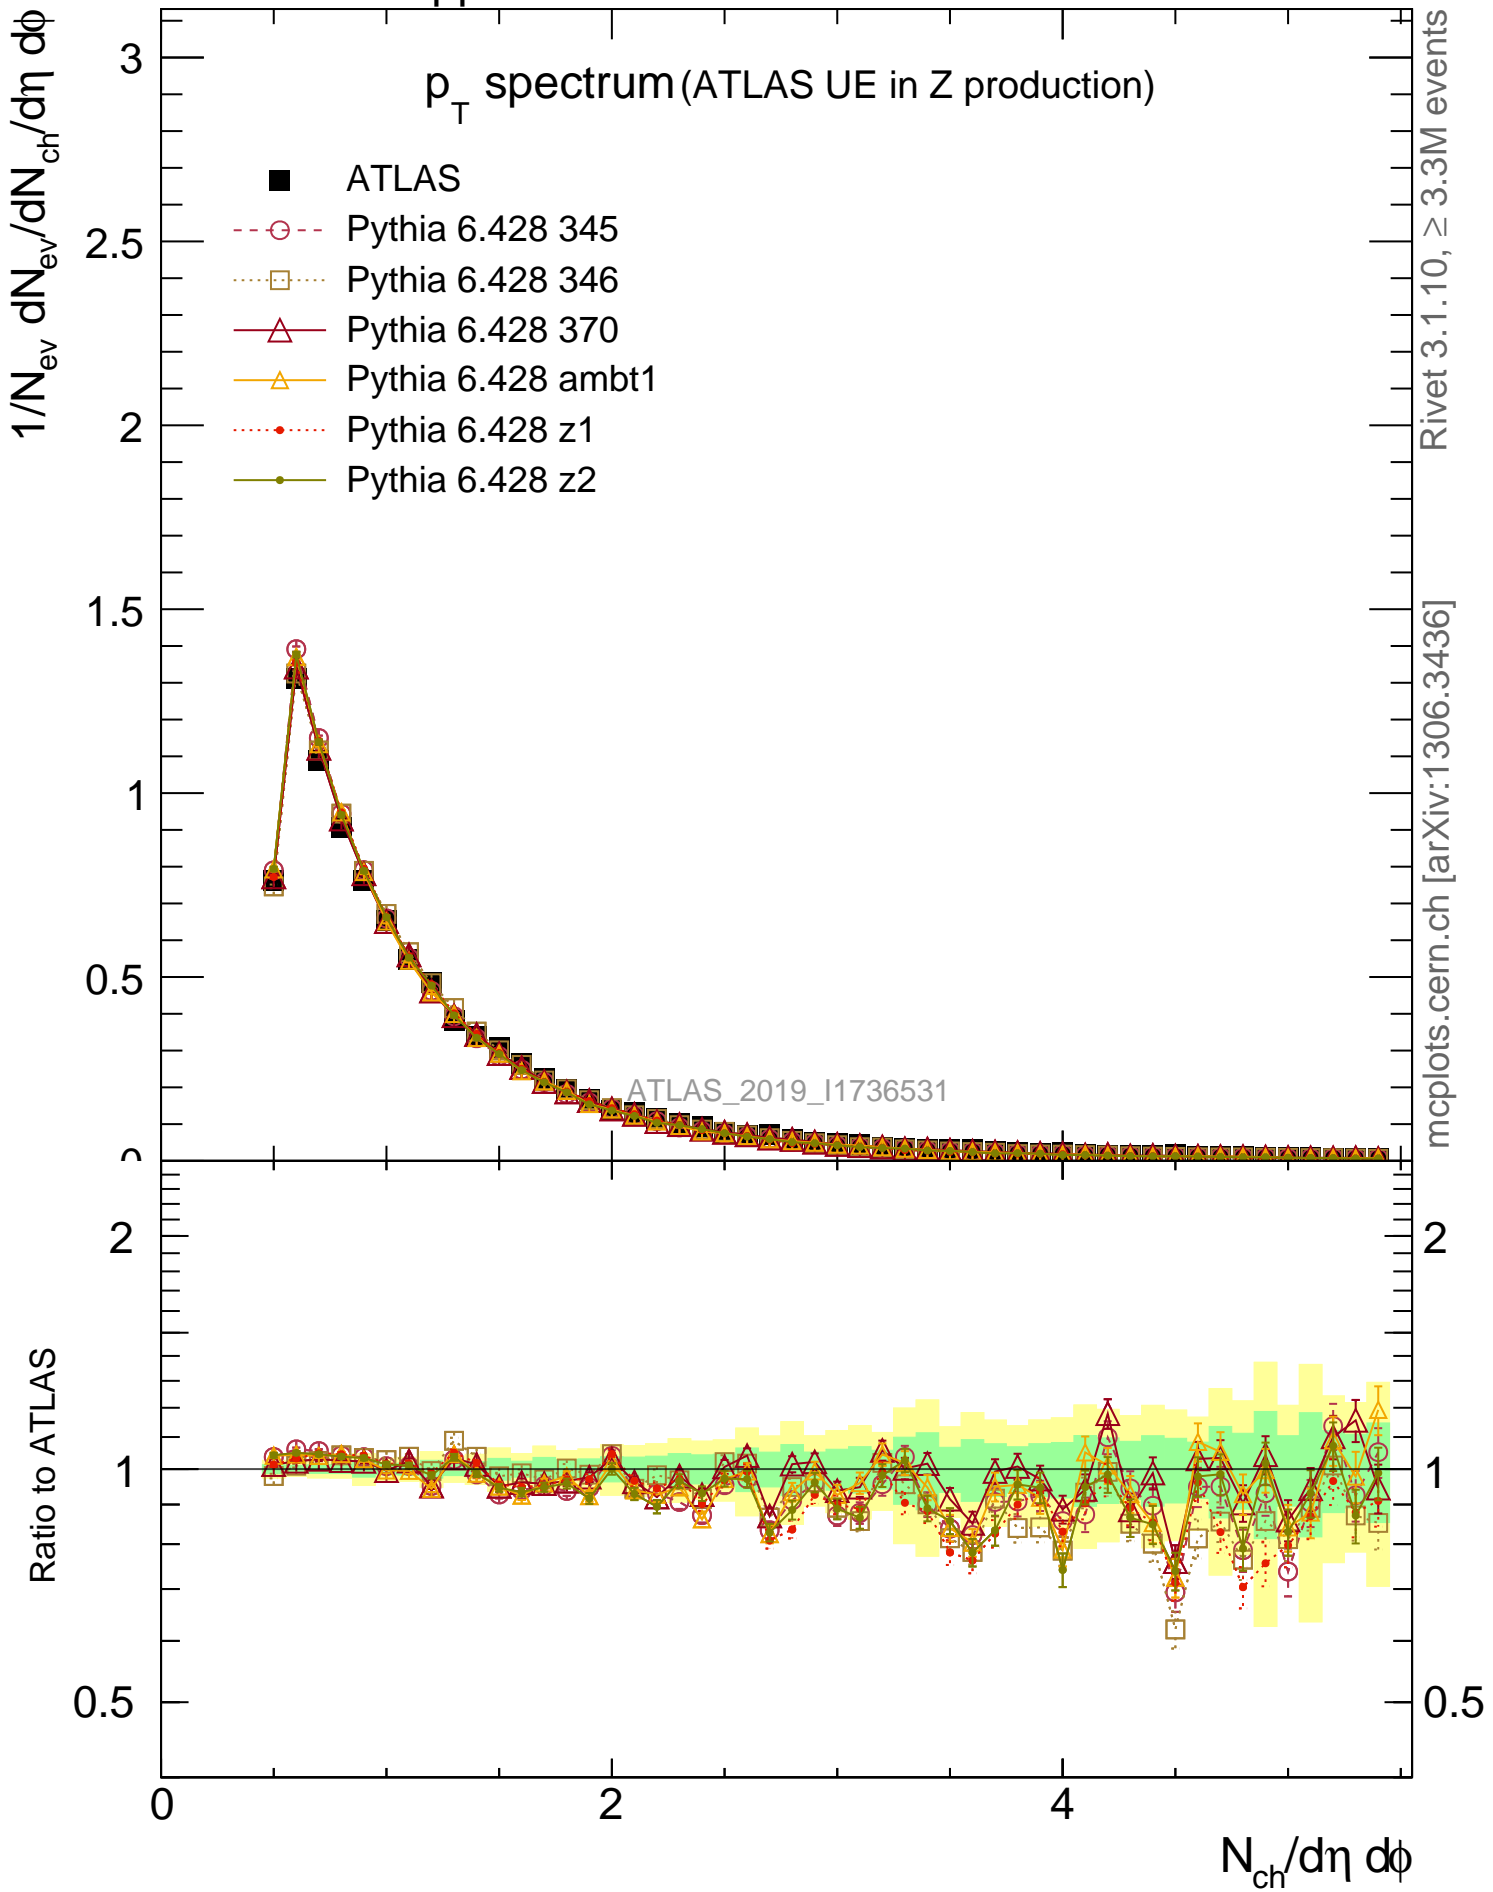 pp
p_T spectrum (ATLAS UE in Z production)
1/N_ev dN_ev/dN_ch/dη dϕ
3
2.5
2
1.5
1
0.5
0
ATLAS
Pythia 6.428 345
Pythia 6.428 346
Pythia 6.428 370
Pythia 6.428 ambt1
Pythia 6.428 z1
Pythia 6.428 z2
ATLAS_2019_I1736531
Rivet 3.1.10, ≥ 3.3M events
mcplots.cern.ch [arXiv:1306.3436]
Ratio to ATLAS
2
1
0.5
2
1
0.5
0
2
4
N_ch/dη dϕ